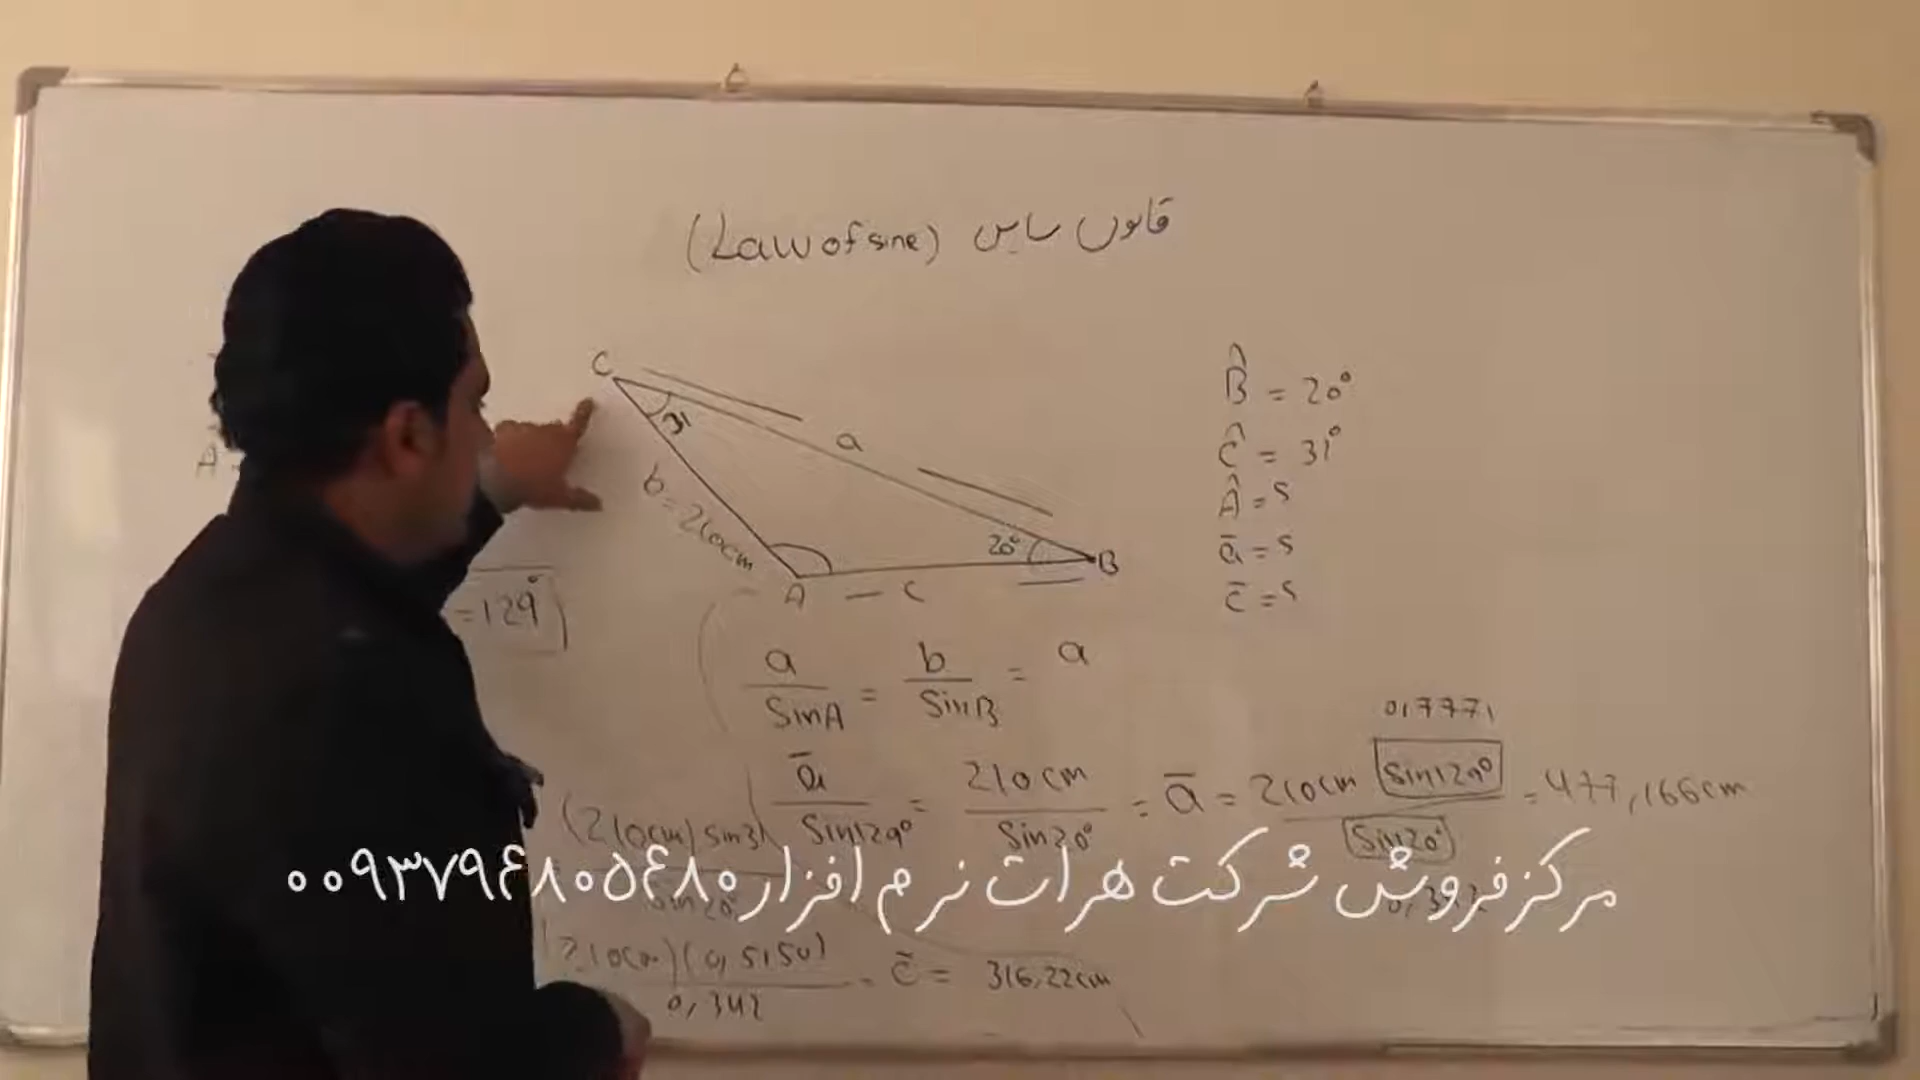 قانون ساین (Law of sine)
C
31
a
b = 210cm
20°
B
A
c
B̂ = 20°
Ĉ = 31°
Â = ؟
ā = ؟
c̄ = ؟
= 129°
a/SinA = b/SinB = a
0,7771
ā/Sin129° = 210cm/Sin20° = ā = 210cm Sin129°/Sin20° = 477,166cm
(210cm) sin31
Sin20°
مرکز فروش شرکت هرات نرم افزار ۰۰۹۳۷۹۶۸۰۵۶۸۰
(210cm)(0,5150)/0,342 = c̄ = 316,22cm